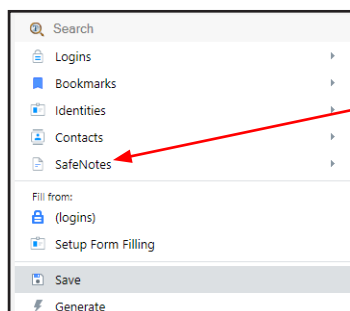 Search
Logins
Bookmarks
Identities
Contacts
SafeNotes
Fill from:
(logins)
Setup Form Filling
Save
Generate